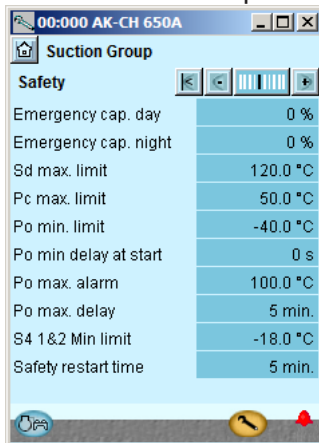 00:000 AK-CH 650A
Suction Group
Safety
Emergency cap. day 0 %
Emergency cap. night 0 %
Sd max. limit 120.0 °C
Pc max. limit 50.0 °C
Po min. limit -40.0 °C
Po min delay at start 0 s
Po max. alarm 100.0 °C
Po max. delay 5 min.
S4 1&2 Min limit -18.0 °C
Safety restart time 5 min.